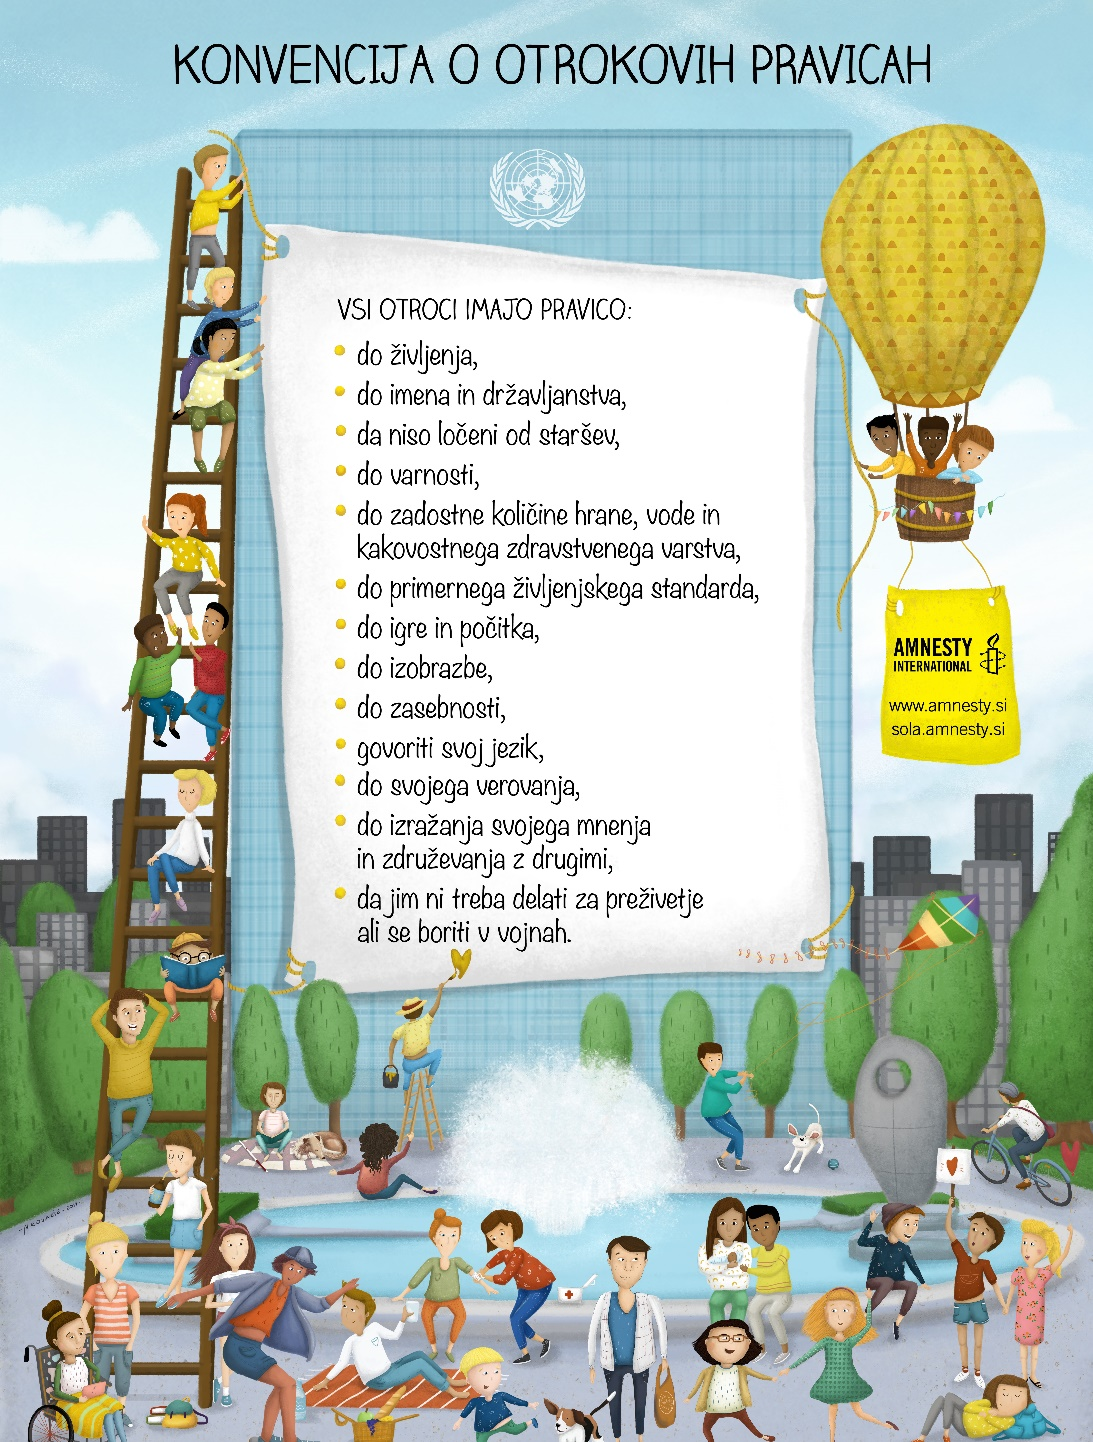 KONVENCIJA O OTROKOVIH PRAVICAH
VSI OTROCI IMAJO PRAVICO:
• do življenja,
• do imena in državljanstva,
• da niso ločeni od staršev,
• do varnosti,
• do zadostne količine hrane, vode in
kakovostnega zdravstvenega varstva,
• do primernega življenjskega standarda,
• do igre in počitka,
• do izobrazbe,
• do zasebnosti,
• govoriti svoj jezik,
• do svojega verovanja,
• do izražanja svojega mnenja
in združevanja z drugimi,
• da jim ni treba delati za preživetje
ali se boriti v vojnah.
AMNESTY
INTERNATIONAL
www.amnesty.si
sola.amnesty.si